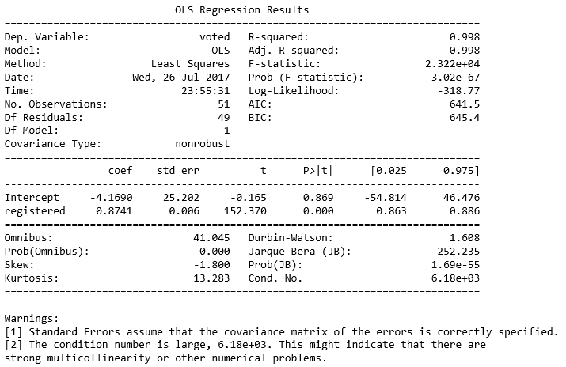 OLS Regression Results
Dep. Variable: voted R-squared: 0.998
Model: OLS Adj. R-squared: 0.998
Method: Least Squares F-statistic: 2.322e+04
Date: Wed, 26 Jul 2017 Prob (F-statistic): 3.02e-67
Time: 23:55:31 Log-Likelihood: -318.77
No. Observations: 51 AIC: 641.5
Df Residuals: 49 BIC: 645.4
Df Model: 1
Covariance Type: nonrobust
coef std err t P>|t| [0.025 0.975]
Intercept -4.1690 25.202 -0.165 0.869 -54.814 46.476
registered 0.8741 0.006 152.370 0.000 0.863 0.886
Omnibus: 41.045 Durbin-Watson: 1.608
Prob(Omnibus): 0.000 Jarque-Bera (JB): 252.235
Skew: -1.800 Prob(JB): 1.69e-55
Kurtosis: 13.283 Cond. No. 6.18e+03
Warnings:
[1] Standard Errors assume that the covariance matrix of the errors is correctly specified.
[2] The condition number is large, 6.18e+03. This might indicate that there are
strong multicollinearity or other numerical problems.